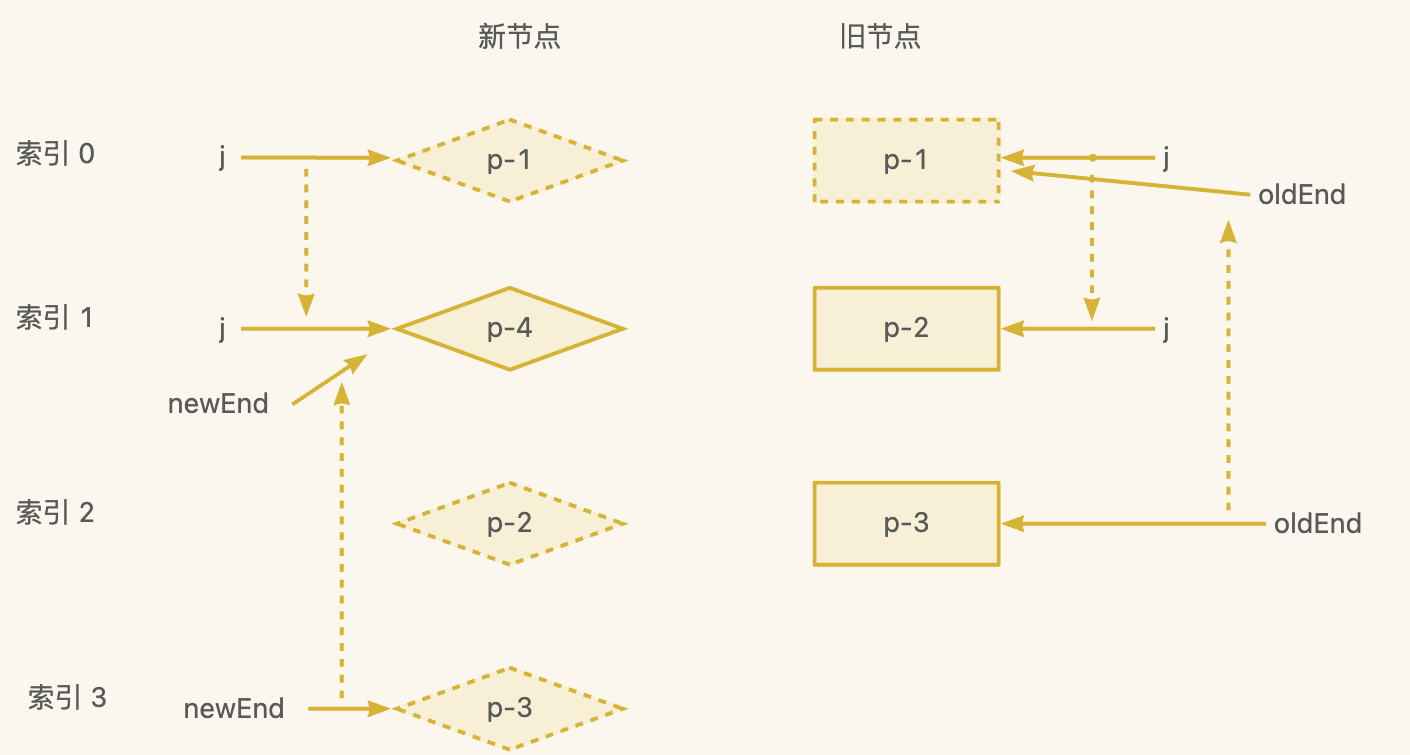 新节点 旧节点
索引 0 j p-1 p-1 j
oldEnd
索引 1 j p-4 p-2 j
newEnd
索引 2 p-2 p-3 oldEnd
索引 3 newEnd p-3